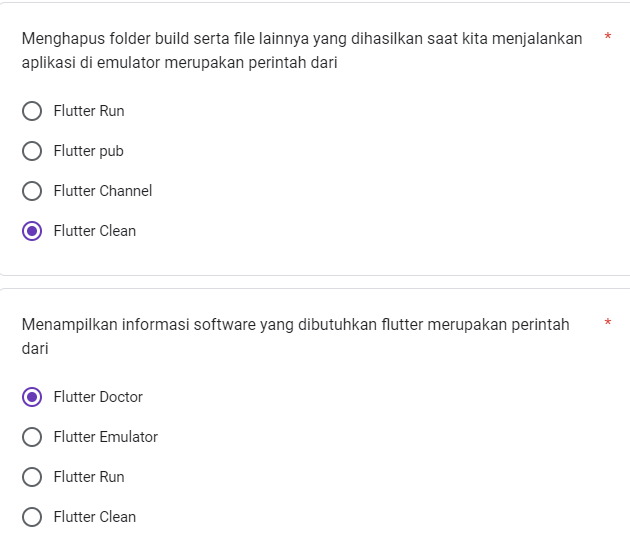 Menghapus folder build serta file lainnya yang dihasilkan saat kita menjalankan *
aplikasi di emulator merupakan perintah dari
Flutter Run
Flutter pub
Flutter Channel
Flutter Clean
Menampilkan informasi software yang dibutuhkan flutter merupakan perintah *
dari
Flutter Doctor
Flutter Emulator
Flutter Run
Flutter Clean